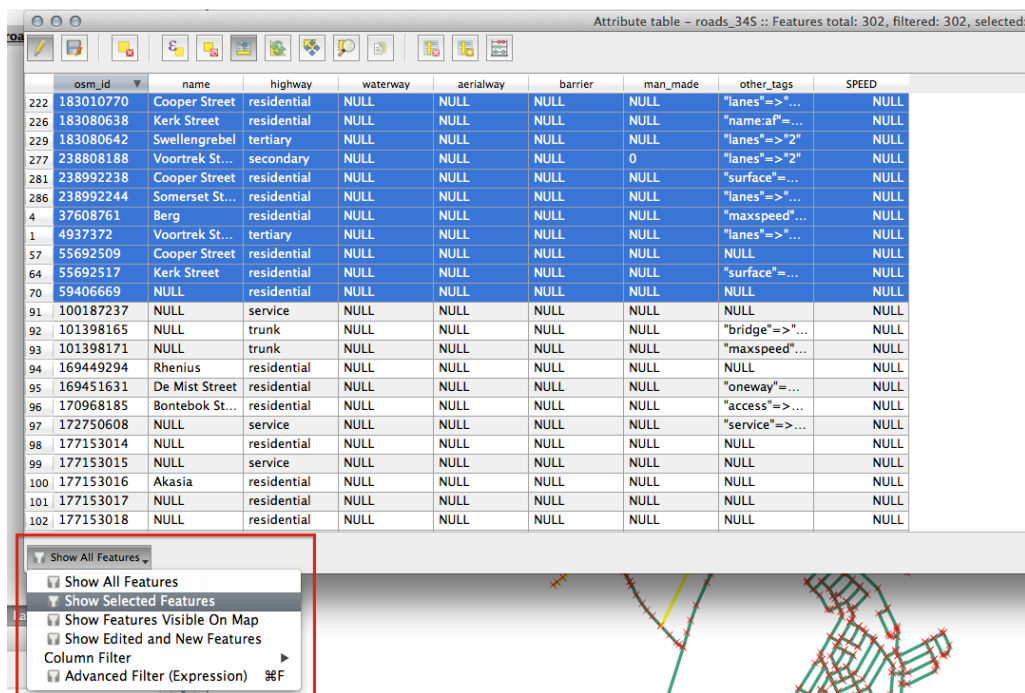 Attribute table – roads_34S :: Features total: 302, filtered: 302, selected:
roa
ε
osm_id name highway waterway aerialway barrier man_made other_tags SPEED
222 183010770 Cooper Street residential NULL NULL NULL NULL "lanes"=>"... NULL
226 183080638 Kerk Street residential NULL NULL NULL NULL "name:af"=... NULL
229 183080642 Swellengrebel tertiary NULL NULL NULL NULL "lanes"=>"2" NULL
277 238808188 Voortrek St... secondary NULL NULL NULL 0 "lanes"=>"2" NULL
281 238992238 Cooper Street residential NULL NULL NULL NULL "surface"=... NULL
286 238992244 Somerset St... residential NULL NULL NULL NULL "lanes"=>"... NULL
4 37608761 Berg residential NULL NULL NULL NULL "maxspeed"... NULL
1 4937372 Voortrek St... tertiary NULL NULL NULL NULL "lanes"=>"... NULL
57 55692509 Cooper Street residential NULL NULL NULL NULL NULL NULL
64 55692517 Kerk Street residential NULL NULL NULL NULL "surface"=... NULL
70 59406669 NULL residential NULL NULL NULL NULL NULL NULL
91 100187237 NULL service NULL NULL NULL NULL NULL NULL
92 101398165 NULL trunk NULL NULL NULL NULL "bridge"=>"... NULL
93 101398171 NULL trunk NULL NULL NULL NULL "maxspeed"... NULL
94 169449294 Rhenius residential NULL NULL NULL NULL NULL NULL
95 169451631 De Mist Street residential NULL NULL NULL NULL "oneway"=... NULL
96 170968185 Bontebok St... residential NULL NULL NULL NULL "access"=>... NULL
97 172750608 NULL service NULL NULL NULL NULL "service"=>... NULL
98 177153014 NULL residential NULL NULL NULL NULL NULL NULL
99 177153015 NULL service NULL NULL NULL NULL NULL NULL
100 177153016 Akasia residential NULL NULL NULL NULL NULL NULL
101 177153017 NULL residential NULL NULL NULL NULL NULL NULL
102 177153018 NULL residential NULL NULL NULL NULL NULL NULL
Show All Features
Show All Features
Show Selected Features
Show Features Visible On Map
Show Edited and New Features
Column Filter
Advanced Filter (Expression) ⌘F